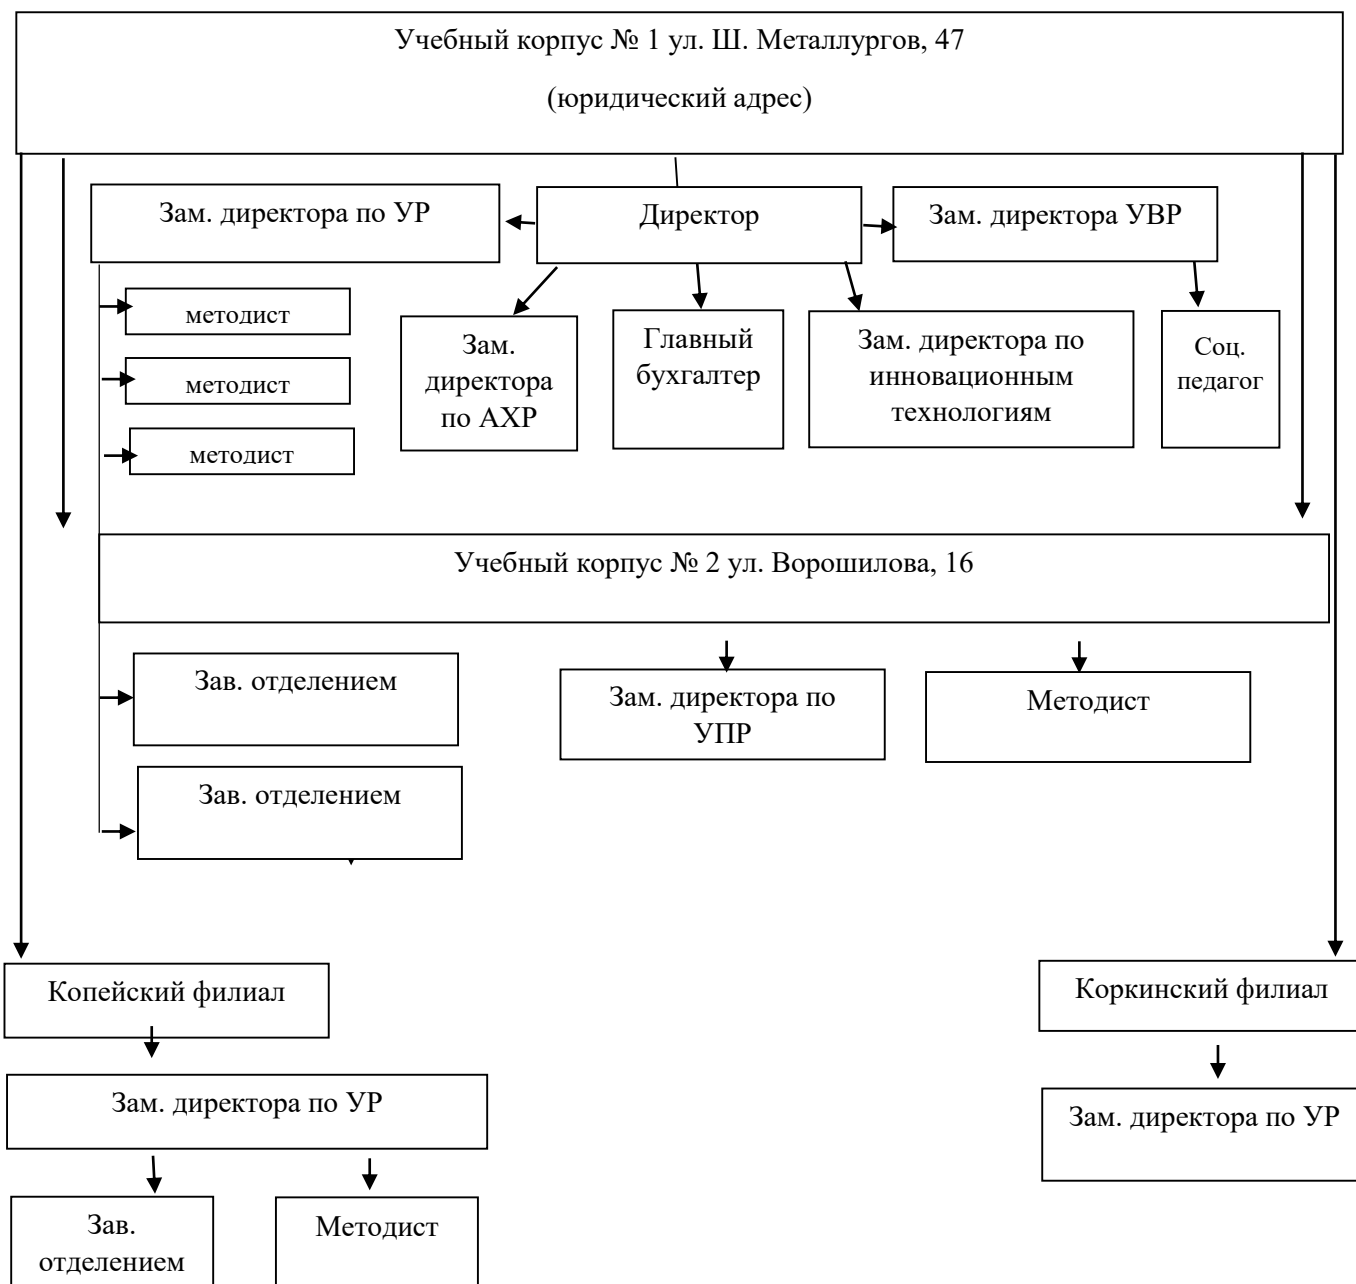 Учебный корпус № 1 ул. Ш. Металлургов, 47
(юридический адрес)
Зам. директора по УР
Директор
Зам. директора УВР
методист
методист
методист
Зам.
директора
по АХР
Главный
бухгалтер
Зам. директора по
инновационным
технологиям
Соц.
педагог
Учебный корпус № 2 ул. Ворошилова, 16
Зав. отделением
Зам. директора по
УПР
Методист
Зав. отделением
Копейский филиал
Коркинский филиал
Зам. директора по УР
Зам. директора по УР
Зав.
отделением
Методист